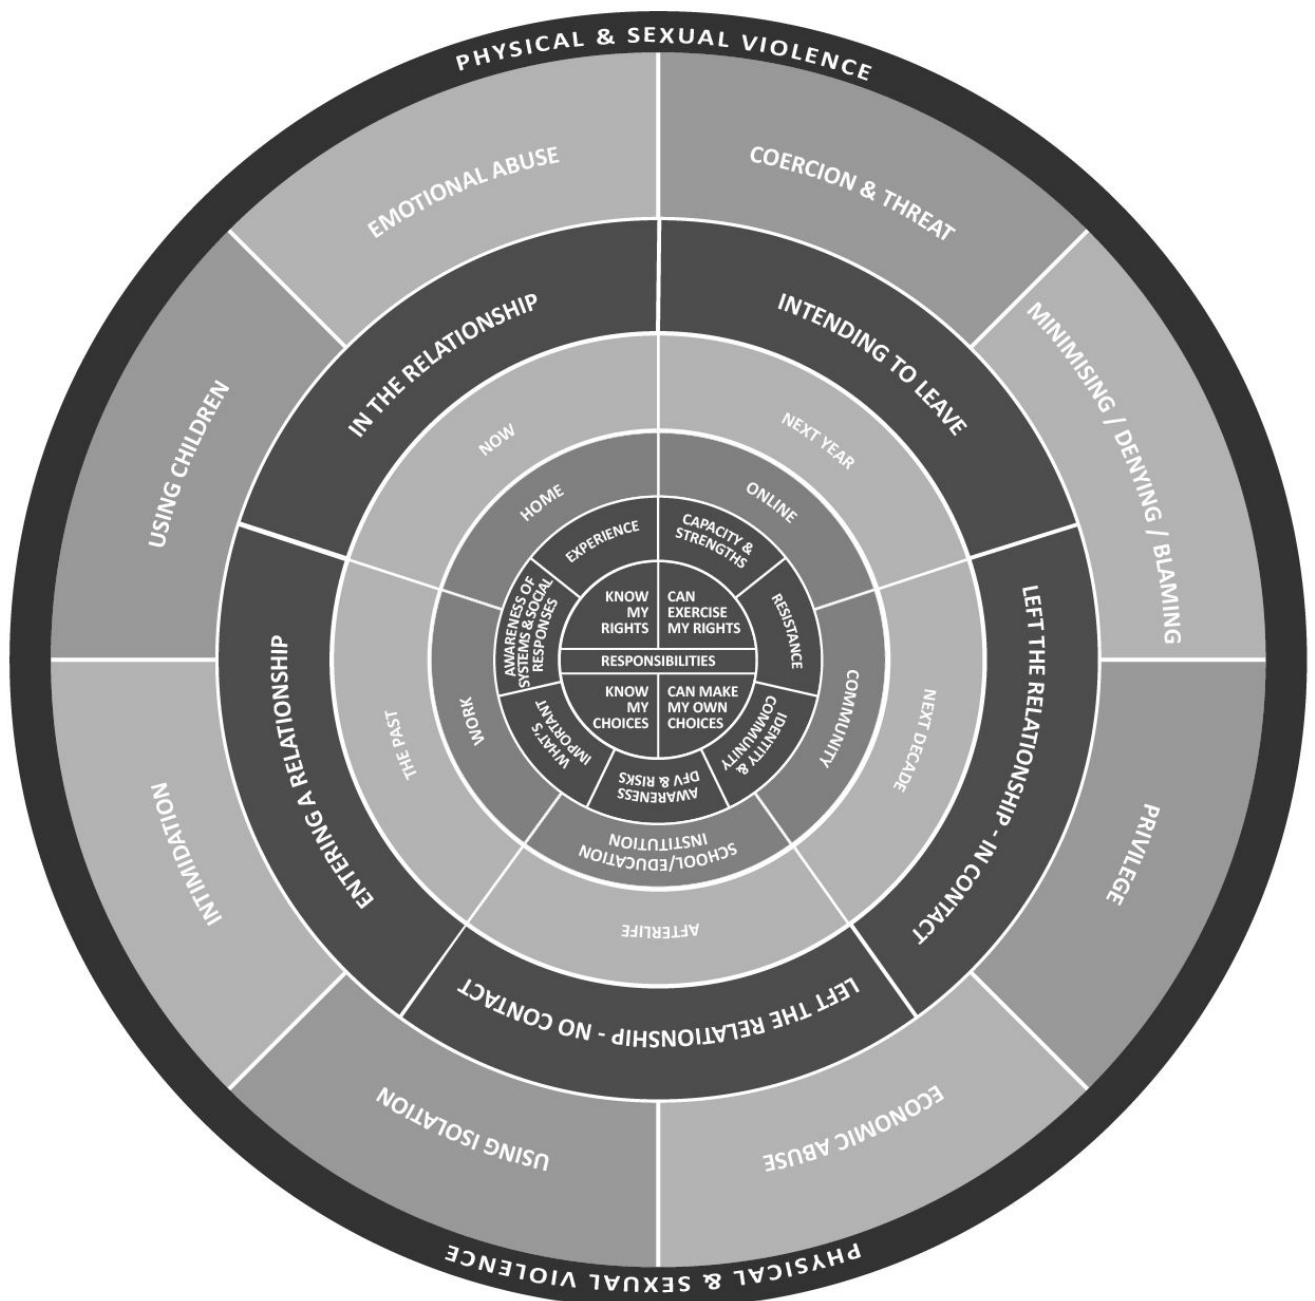 PHYSICAL & SEXUAL VIOLENCE
EMOTIONAL ABUSE
COERCION & THREAT
MINIMISING / DENYING / BLAMING
PRIVILEGE
ECONOMIC ABUSE
USING ISOLATION
INTIMIDATION
USING CHILDREN
IN THE RELATIONSHIP
INTENDING TO LEAVE
LEFT THE RELATIONSHIP - IN CONTACT
LEFT THE RELATIONSHIP - NO CONTACT
ENTERING A RELATIONSHIP
NOW
NEXT YEAR
NEXT DECADE
AFTERLIFE
THE PAST
HOME
ONLINE
COMMUNITY
SCHOOL/EDUCATION
INSTITUTION
WORK
EXPERIENCE
CAPACITY &
STRENGTHS
RESISTANCE
IDENTITY &
COMMUNITY
AWARENESS
DFV & RISKS
WHAT'S
IMPORTANT
AWARENESS OF
SYSTEMS & SOCIAL
RESPONSES
KNOW
MY
RIGHTS
CAN
EXERCISE
MY RIGHTS
RESPONSIBILITIES
KNOW
MY
CHOICES
CAN MAKE
MY OWN
CHOICES
PHYSICAL & SEXUAL VIOLENCE